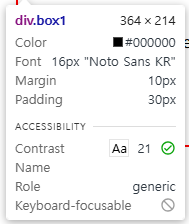 div.box1 364 × 214
Color #000000
Font 16px "Noto Sans KR"
Margin 10px
Padding 30px
ACCESSIBILITY
Contrast Aa 21
Name
Role generic
Keyboard-focusable